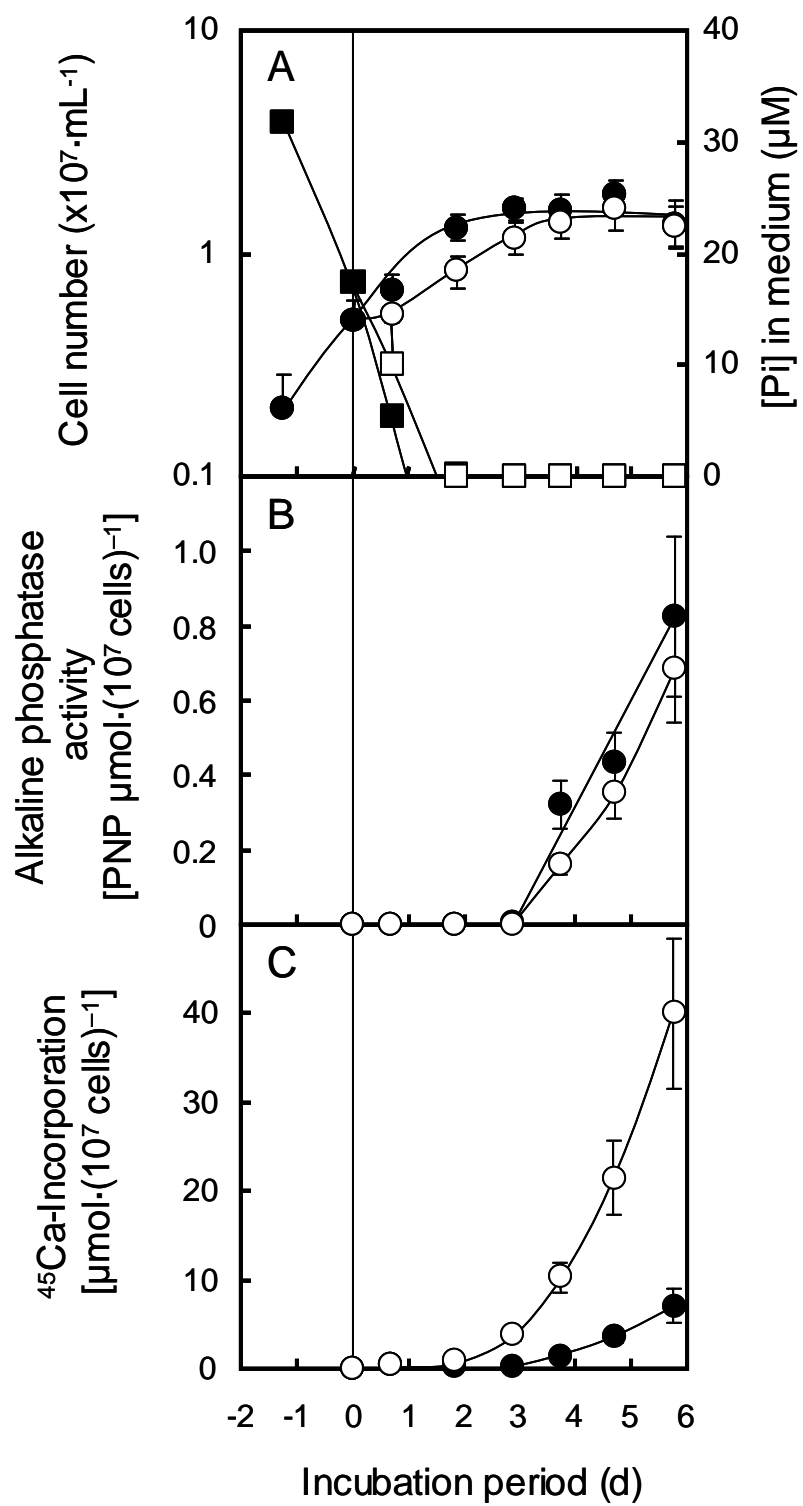 A
10
1
0.1
Cell number (x10⁷·mL⁻¹)
40
30
20
10
0
[Pi] in medium (µM)
B
1.0
0.8
0.6
0.4
0.2
0
Alkaline phosphatase
activity
[PNP µmol·(10⁷ cells)⁻¹]
C
40
30
20
10
0
⁴⁵Ca-Incorporation
[µmol·(10⁷ cells)⁻¹]
-2 -1 0 1 2 3 4 5 6
Incubation period (d)